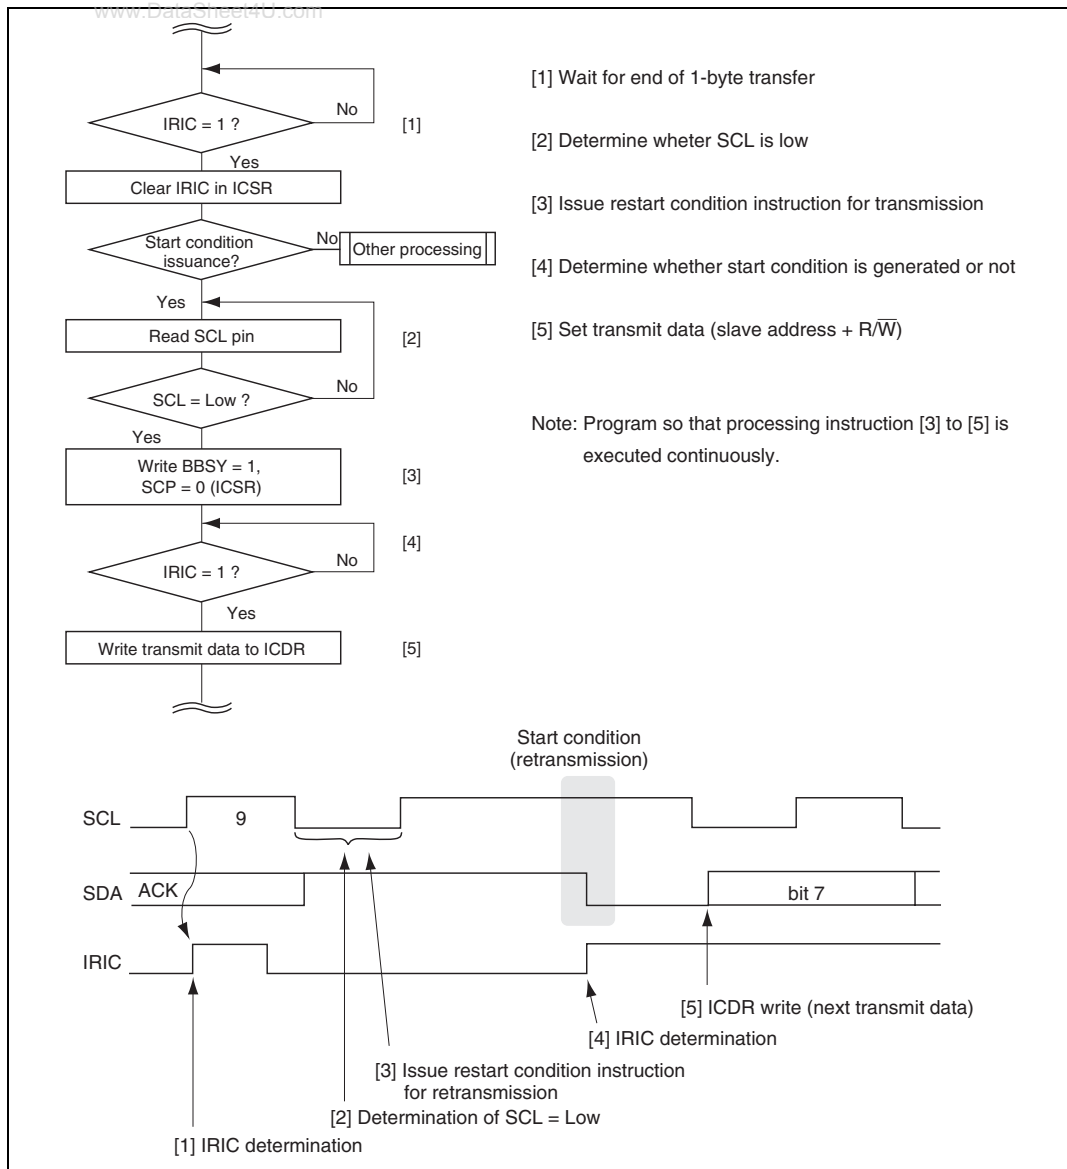 www.DataSheet4U.com
IRIC = 1 ?
No
[1]
Yes
Clear IRIC in ICSR
Start condition
issuance?
No
Other processing
Yes
Read SCL pin
[2]
SCL = Low ?
No
Yes
Write BBSY = 1,
SCP = 0 (ICSR)
[3]
[4]
IRIC = 1 ?
No
Yes
Write transmit data to ICDR
[5]
[1] Wait for end of 1-byte transfer
[2] Determine wheter SCL is low
[3] Issue restart condition instruction for transmission
[4] Determine whether start condition is generated or not
[5] Set transmit data (slave address + R/W̅)
Note: Program so that processing instruction [3] to [5] is
executed continuously.
Start condition
(retransmission)
SCL
9
SDA
ACK
bit 7
IRIC
[5] ICDR write (next transmit data)
[4] IRIC determination
[3] Issue restart condition instruction
for retransmission
[2] Determination of SCL = Low
[1] IRIC determination